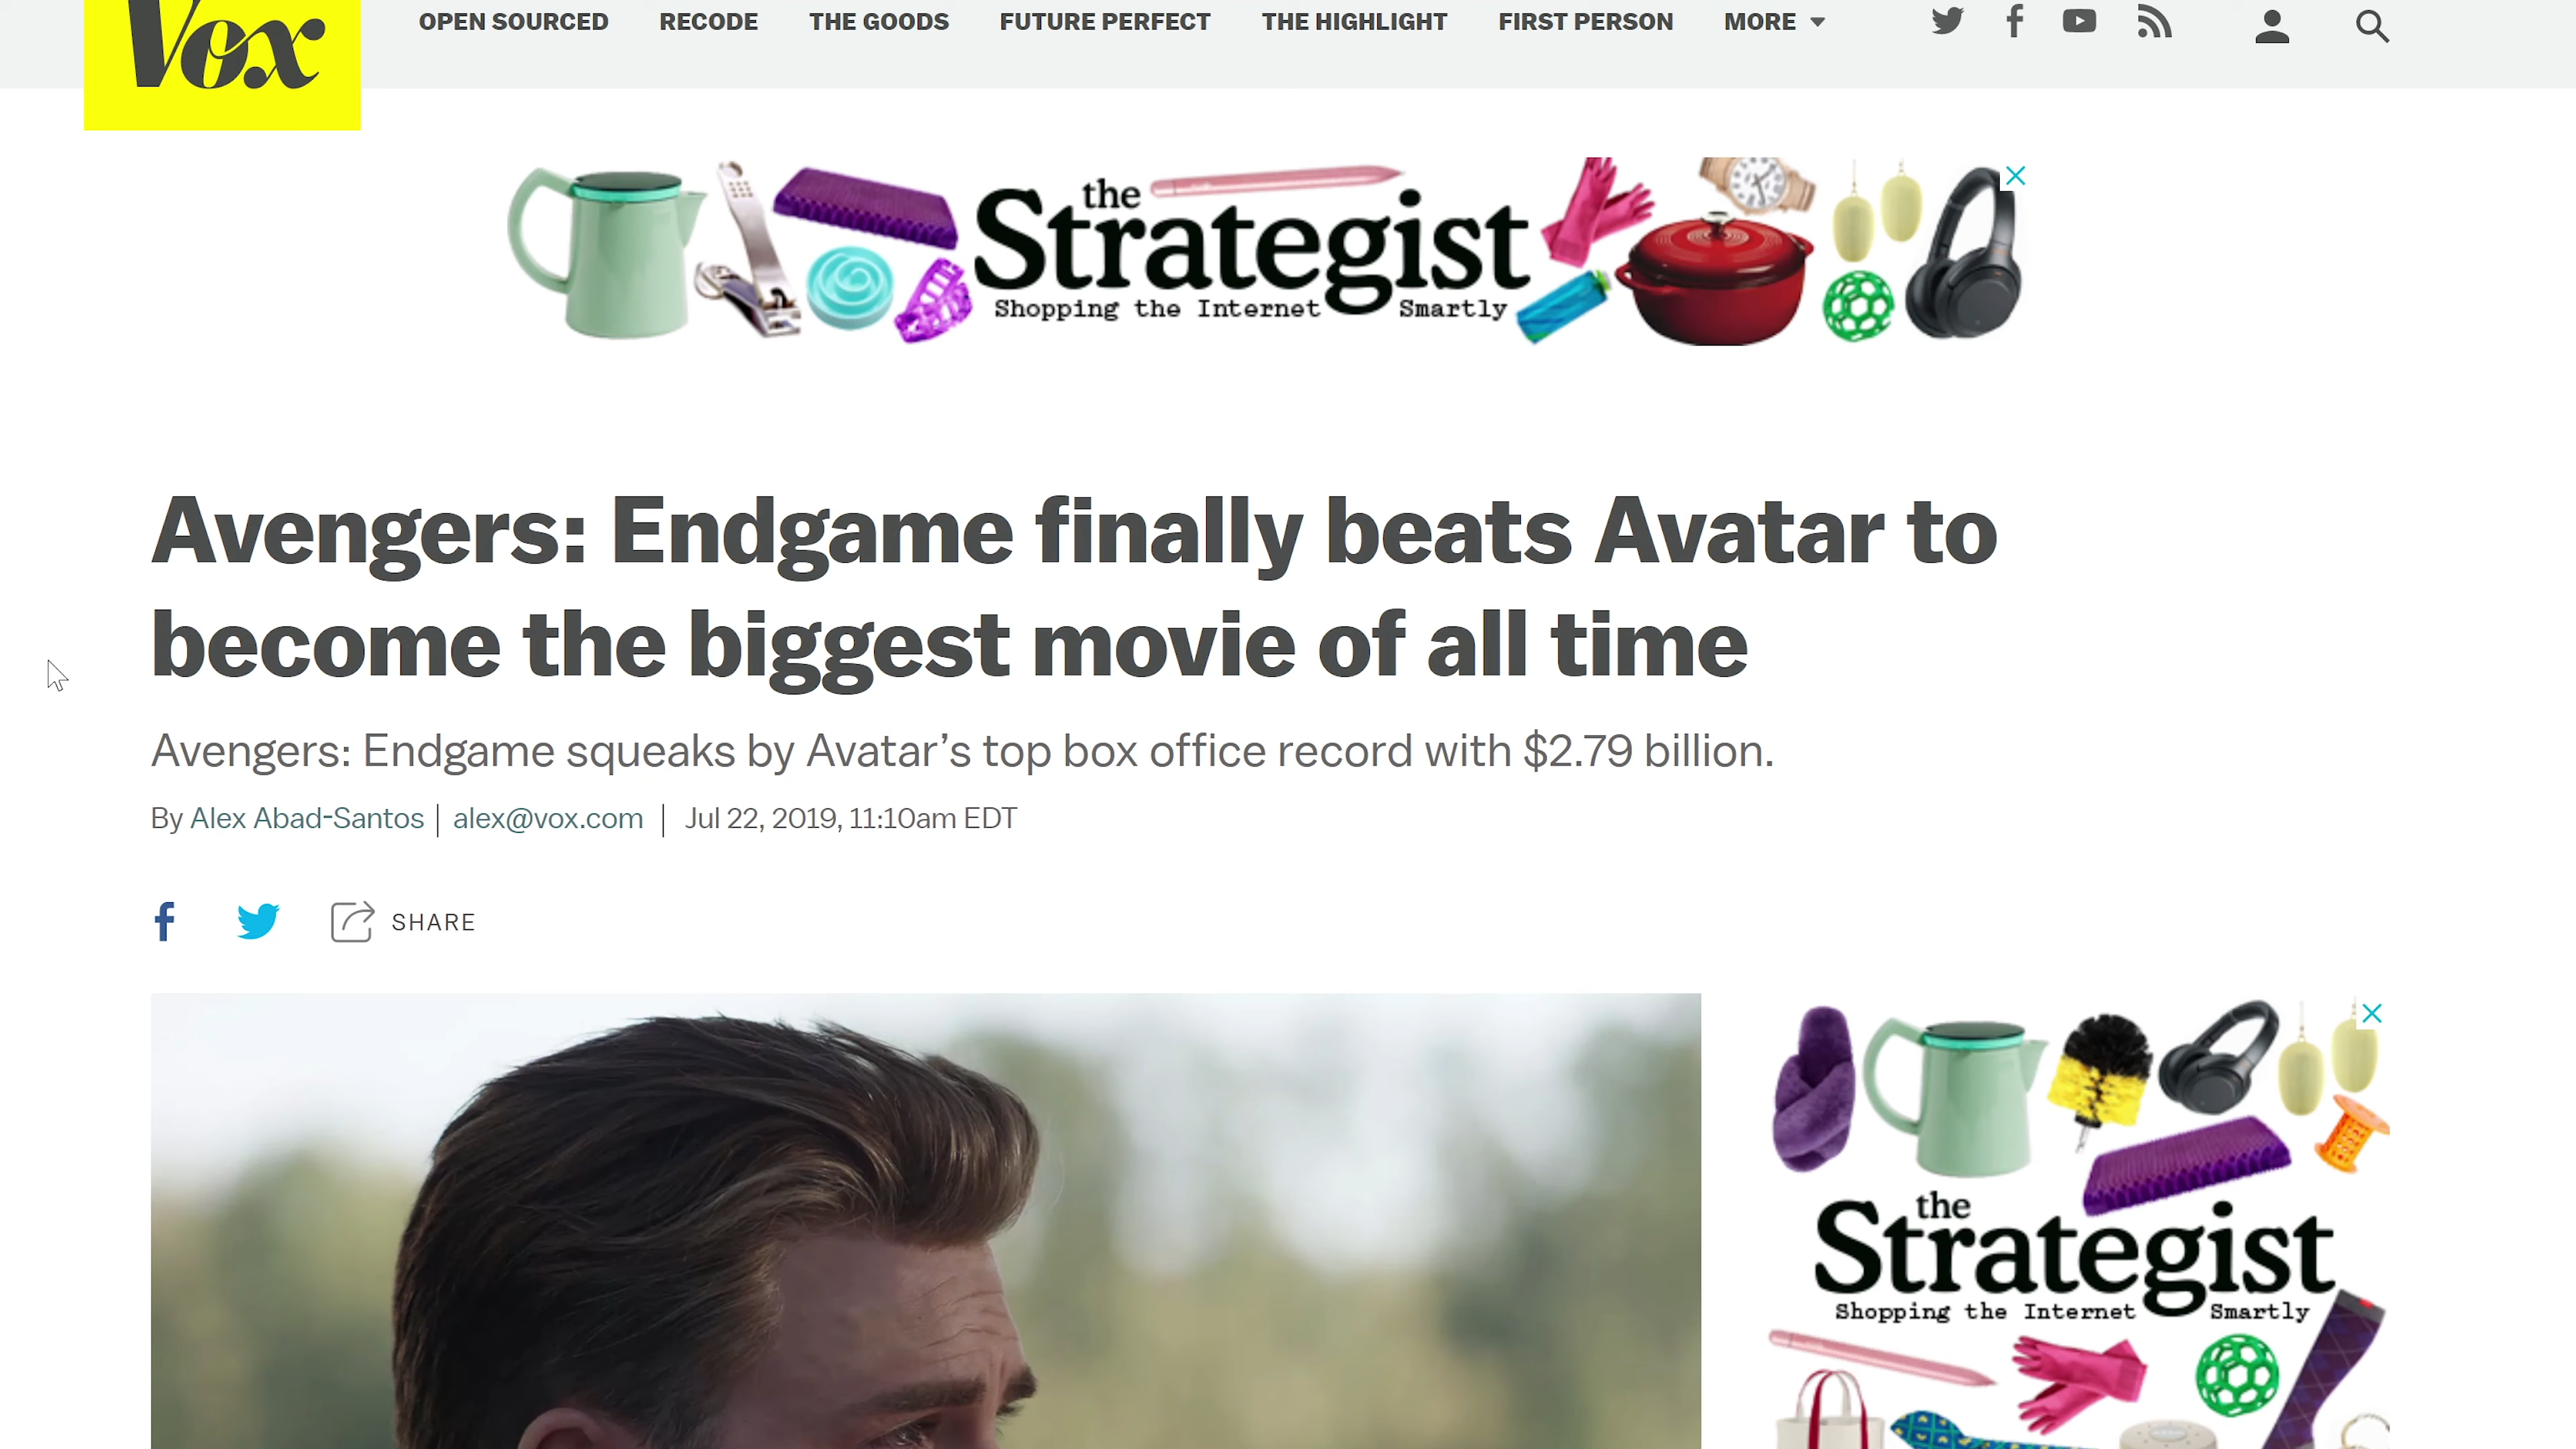 Vox
OPEN SOURCED RECODE THE GOODS FUTURE PERFECT THE HIGHLIGHT FIRST PERSON MORE
the
Strategist
Shopping the Internet Smartly
Avengers: Endgame finally beats Avatar to
become the biggest movie of all time
Avengers: Endgame squeaks by Avatar’s top box office record with $2.79 billion.
By Alex Abad-Santos | alex@vox.com | Jul 22, 2019, 11:10am EDT
SHARE
the
Strategist
Shopping the Internet Smartly